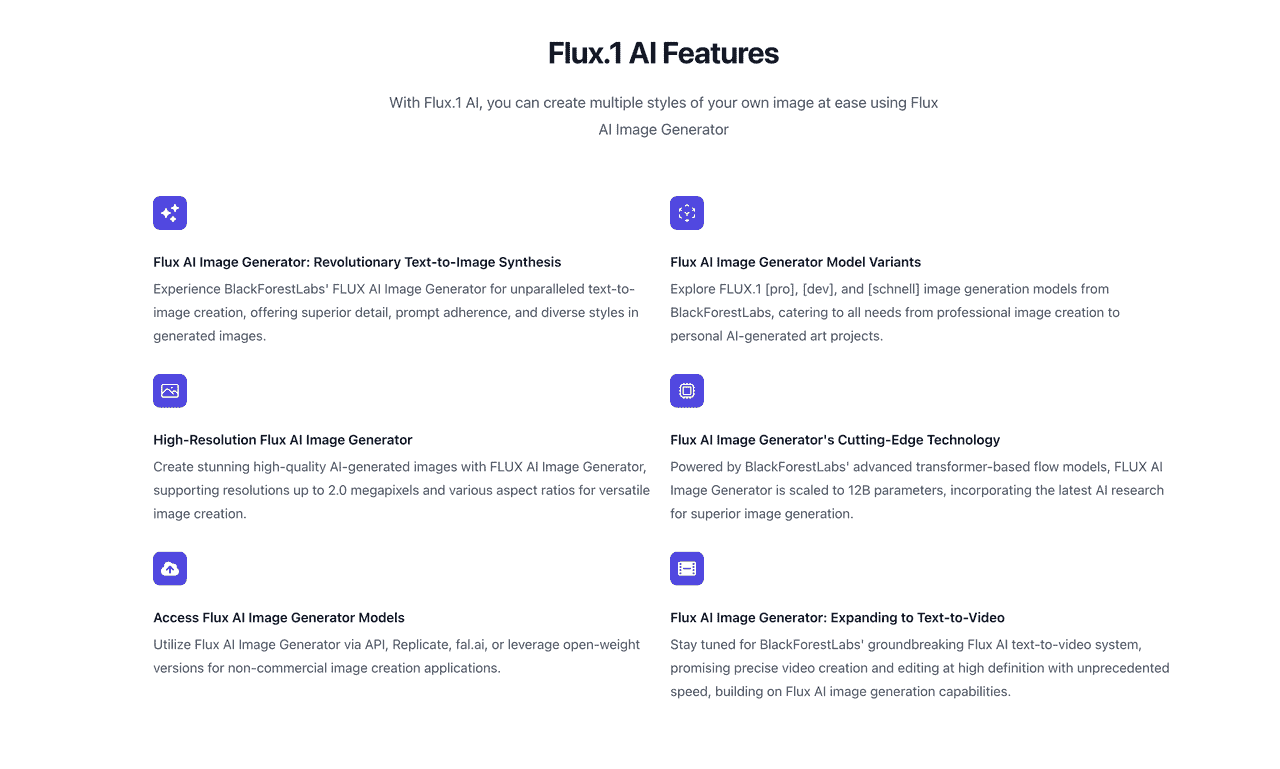 Flux.1 AI Features
With Flux.1 AI, you can create multiple styles of your own image at ease using Flux
AI Image Generator
Flux AI Image Generator: Revolutionary Text-to-Image Synthesis
Experience BlackForestLabs' FLUX AI Image Generator for unparalleled text-to-
image creation, offering superior detail, prompt adherence, and diverse styles in
generated images.
Flux AI Image Generator Model Variants
Explore FLUX.1 [pro], [dev], and [schnell] image generation models from
BlackForestLabs, catering to all needs from professional image creation to
personal AI-generated art projects.
High-Resolution Flux AI Image Generator
Create stunning high-quality AI-generated images with FLUX AI Image Generator,
supporting resolutions up to 2.0 megapixels and various aspect ratios for versatile
image creation.
Flux AI Image Generator's Cutting-Edge Technology
Powered by BlackForestLabs' advanced transformer-based flow models, FLUX AI
Image Generator is scaled to 12B parameters, incorporating the latest AI research
for superior image generation.
Access Flux AI Image Generator Models
Utilize Flux AI Image Generator via API, Replicate, fal.ai, or leverage open-weight
versions for non-commercial image creation applications.
Flux AI Image Generator: Expanding to Text-to-Video
Stay tuned for BlackForestLabs' groundbreaking Flux AI text-to-video system,
promising precise video creation and editing at high definition with unprecedented
speed, building on Flux AI image generation capabilities.